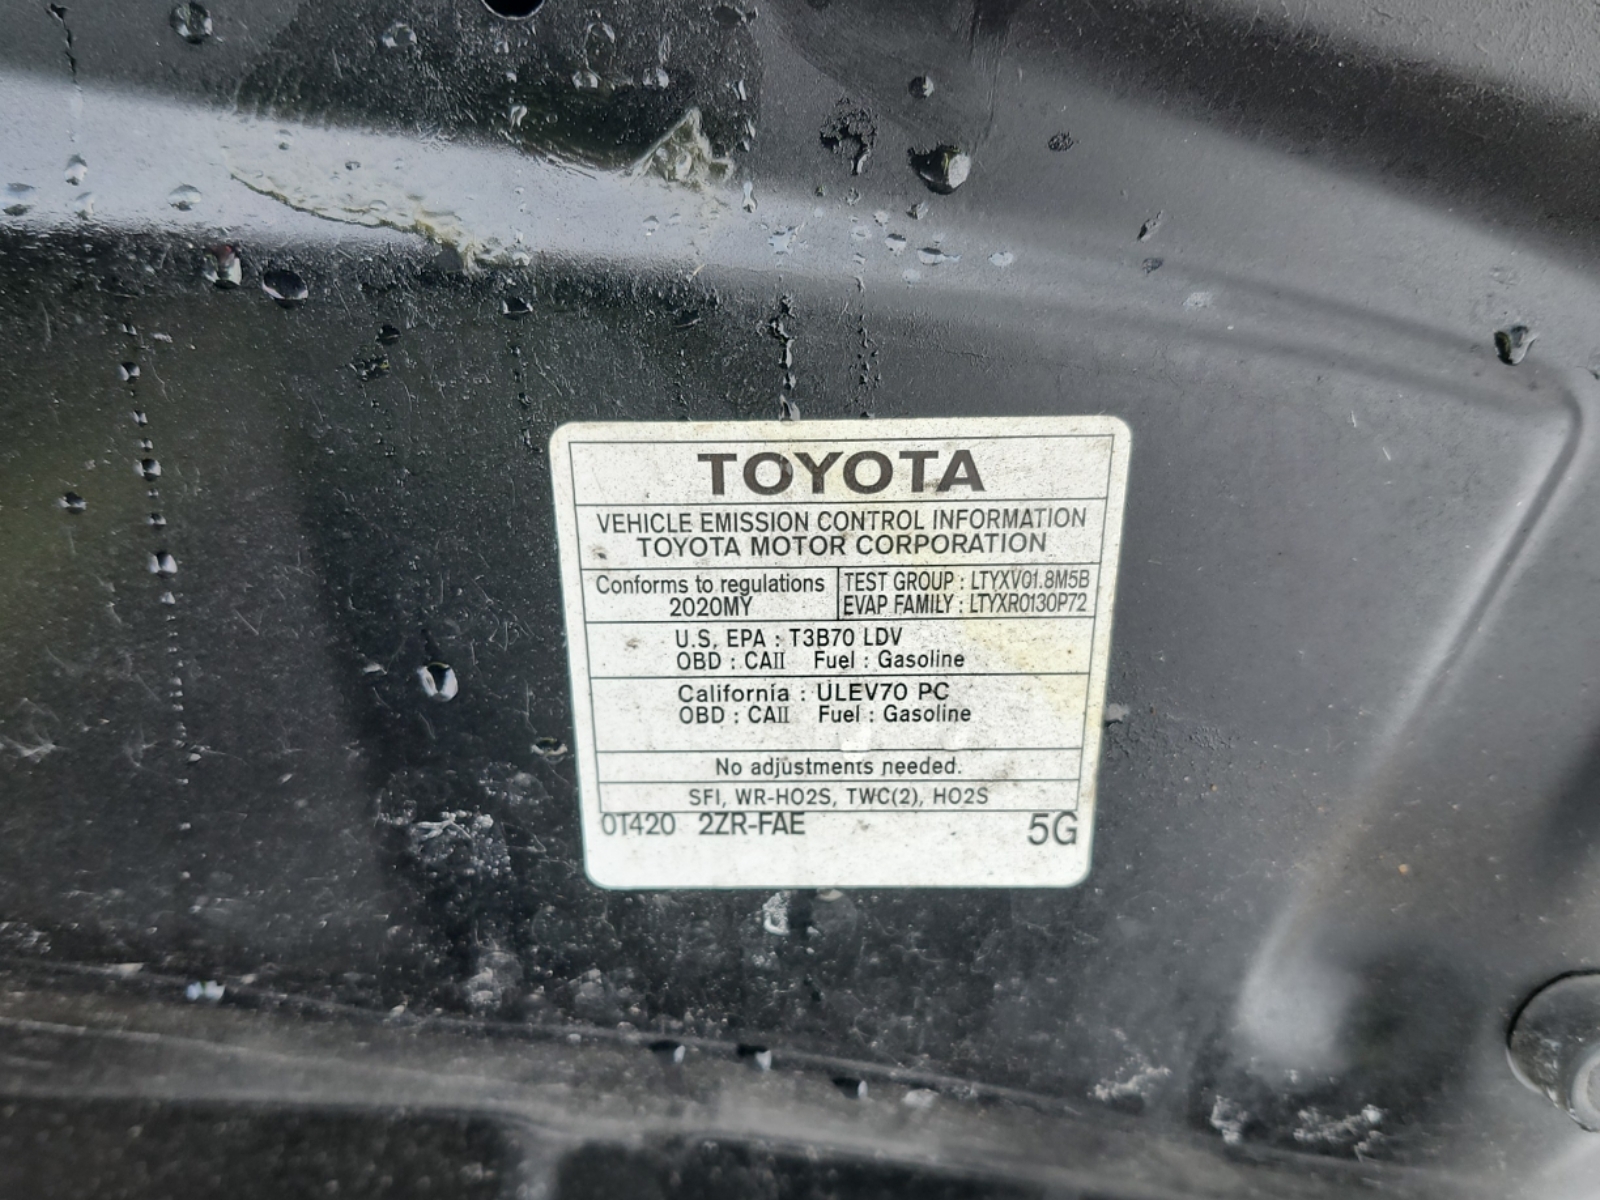 TOYOTA
VEHICLE EMISSION CONTROL INFORMATION
TOYOTA MOTOR CORPORATION
Conforms to regulations
2020MY
TEST GROUP : LTYXV01.8M5B
EVAP FAMILY : LTYXR0130P72
U.S, EPA : T3B70 LDV
OBD : CAII Fuel : Gasoline
California : ULEV70 PC
OBD : CAII Fuel : Gasoline
No adjustments needed.
SFI, WR-HO2S, TWC(2), HO2S
0T420 2ZR-FAE 5G